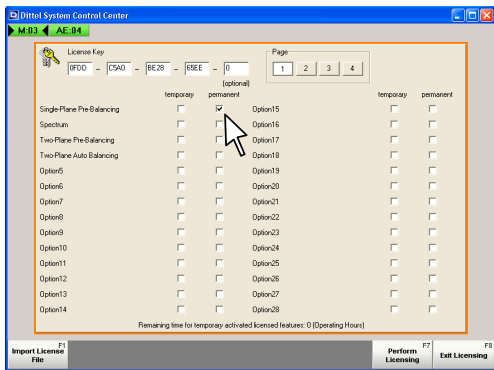 Dittel System Control Center
M:03 AE:04
License Key
0FDD - C5A0 - BE28 - 65EE - 0
(optional)
Page
1 2 3 4
temporary permanent temporary permanent
Single-Plane Pre-Balancing Option15
Spectrum Option16
Two-Plane Pre-Balancing Option17
Two-Plane Auto Balancing Option18
Option5 Option19
Option6 Option20
Option7 Option21
Option8 Option22
Option9 Option23
Option10 Option24
Option11 Option25
Option12 Option26
Option13 Option27
Option14 Option28
Remaining time for temporary activated licensed features: 0 (Operating Hours)
F1 F7 F8
Import License File Perform Licensing Exit Licensing